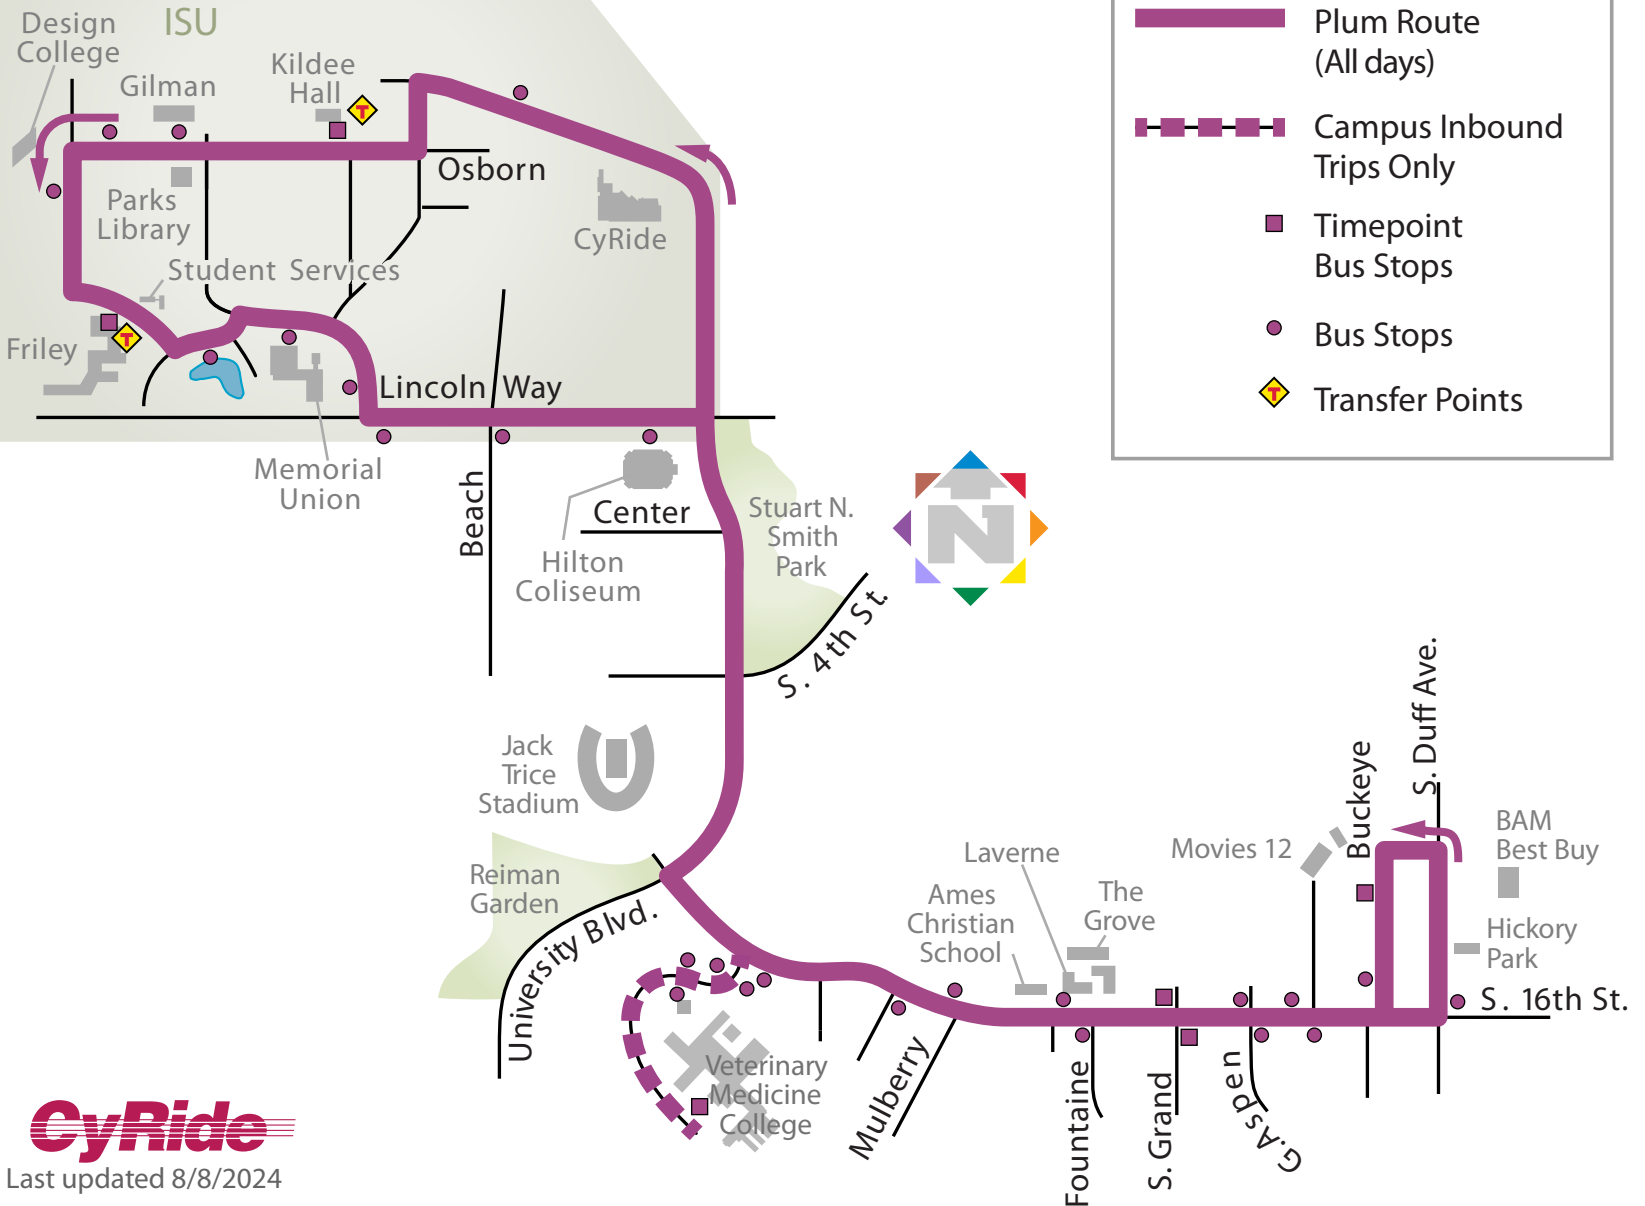 Design
College
ISU
Gilman
Kildee
Hall
T
Osborn
Parks
Library
CyRide
Student Services
Friley
T
Lincoln Way
Memorial
Union
Beach
Center
Hilton
Coliseum
Stuart N.
Smith
Park
N
S. 4th St.
Plum Route
(All days)
Campus Inbound
Trips Only
Timepoint
Bus Stops
Bus Stops
T
Transfer Points
Jack
Trice
Stadium
Reiman
Garden
University Blvd.
Veterinary
Medicine
College
Mulberry
Laverne
Ames
Christian
School
The
Grove
Movies 12
Buckeye
S. Duff Ave.
BAM
Best Buy
Hickory
Park
S. 16th St.
Fountaine
S. Grand
G.Aspen
CyRide
Last updated 8/8/2024